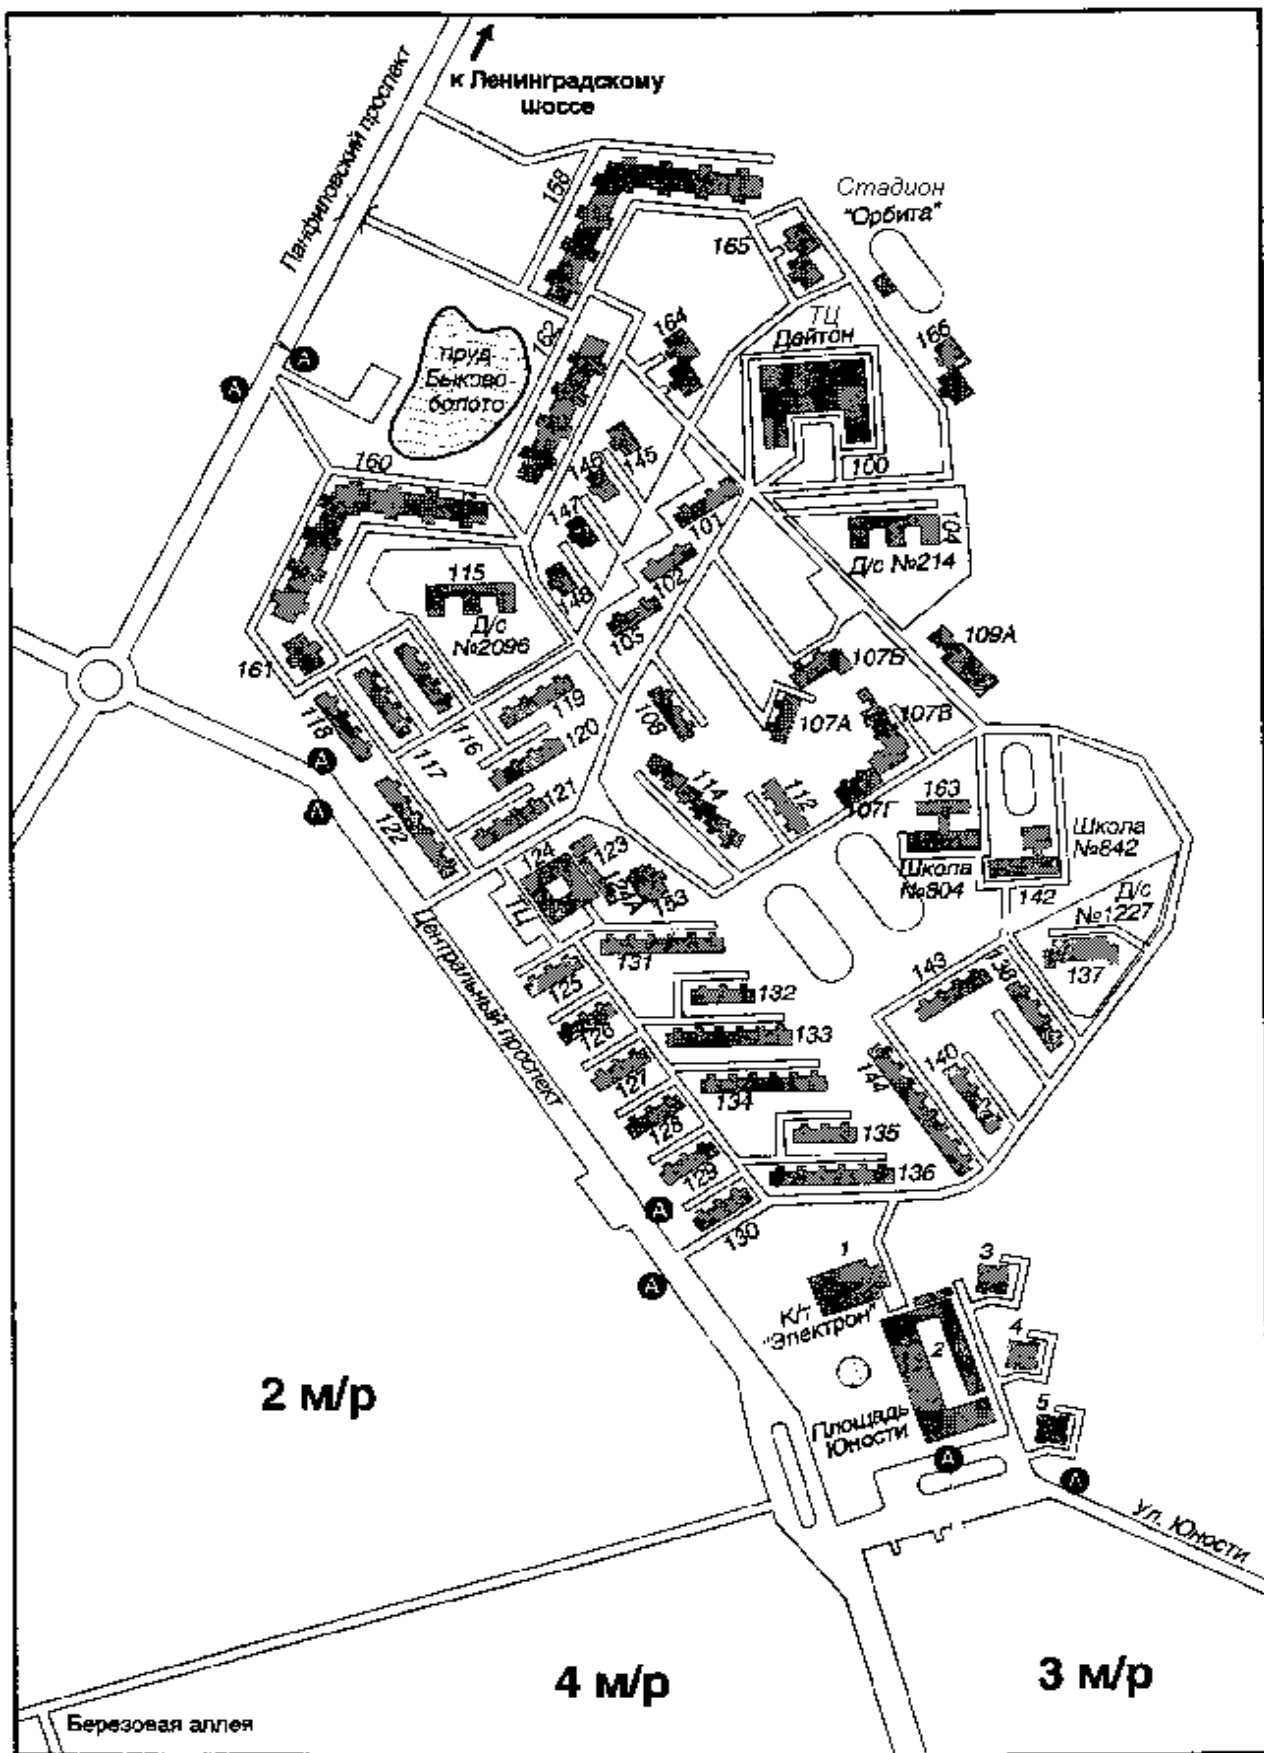 к Ленинградскому
шоссе
Панфиловский проспект
158
Стадион
"Орбита"
165
ТЦ
Дейтон
164
166
162
А
А
пруд
Быково
болото
160
145
146
147
148
100
101
102
103
104
Д/с №214
115
Д/с
№2096
161
109А
107Б
107А
107В
107Г
108
119
120
121
118
117
116
А
А
122
114
112
163
Школа
№804
Школа
№842
142
Д/с
№1227
137
124
123
124А
153
ТЦ
131
125
132
126
133
127
134
128
135
129
136
130
143
138
140
144
Центральный проспект
А
А
1
К/т
"Электрон"
2
3
4
5
Площадь
Юности
А
А
Ул. Юности
2 м/р
4 м/р
3 м/р
Березовая аллея